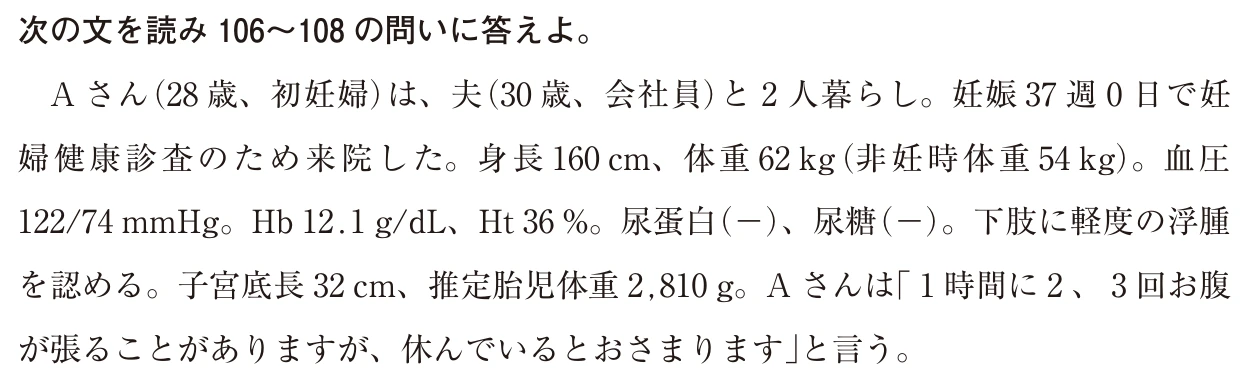 次の文を読み 106〜108 の問いに答えよ。
A さん(28 歳、初妊婦)は、夫(30 歳、会社員)と 2 人暮らし。妊娠 37 週 0 日で妊
婦健康診査のため来院した。身長 160 cm、体重 62 kg(非妊時体重 54 kg)。血圧
122/74 mmHg。Hb 12.1 g/dL、Ht 36 %。尿蛋白(－)、尿糖(－)。下肢に軽度の浮腫
を認める。子宮底長 32 cm、推定胎児体重 2,810 g。A さんは「1 時間に 2、3 回お腹
が張ることがありますが、休んでいるとおさまります」と言う。